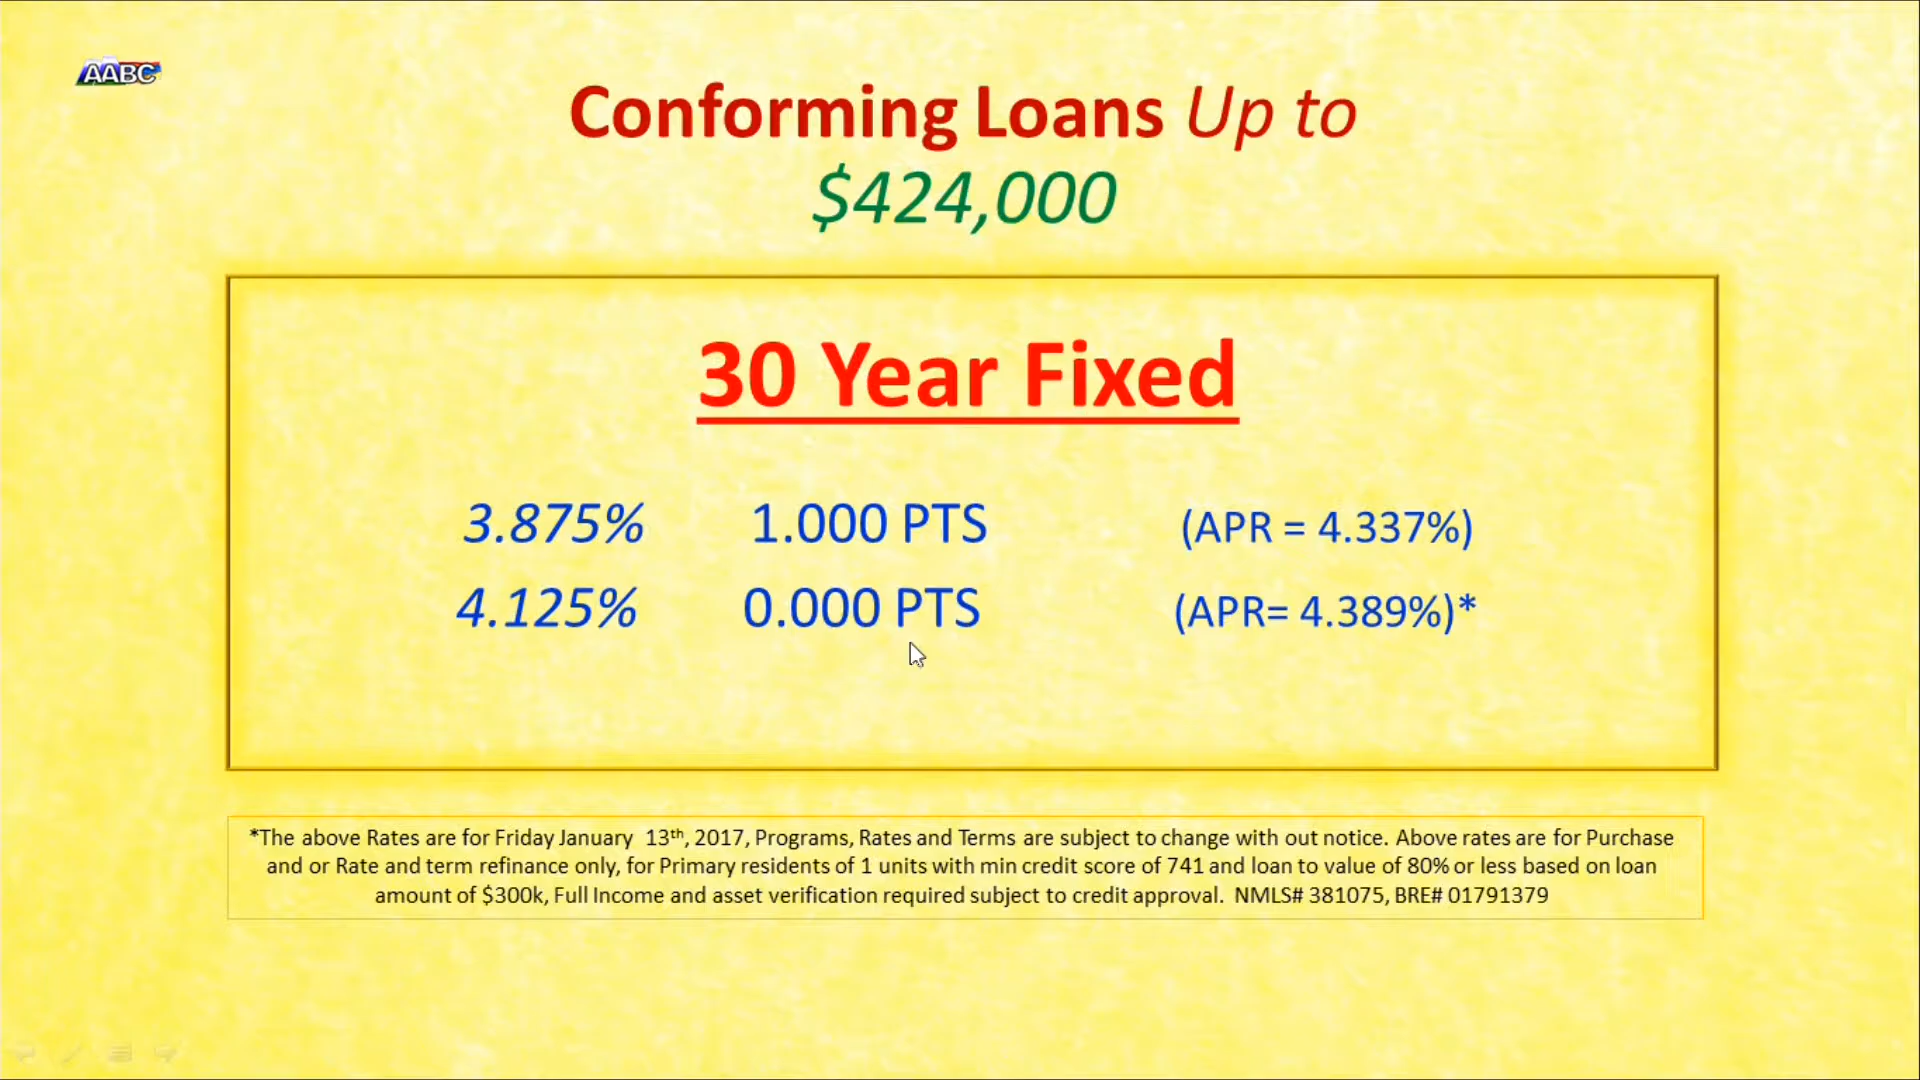 AABC
Conforming Loans Up to
$424,000
30 Year Fixed
3.875% 1.000 PTS (APR = 4.337%)
4.125% 0.000 PTS (APR= 4.389%)*
*The above Rates are for Friday January 13th, 2017, Programs, Rates and Terms are subject to change with out notice. Above rates are for Purchase
and or Rate and term refinance only, for Primary residents of 1 units with min credit score of 741 and loan to value of 80% or less based on loan
amount of $300k, Full Income and asset verification required subject to credit approval. NMLS# 381075, BRE# 01791379